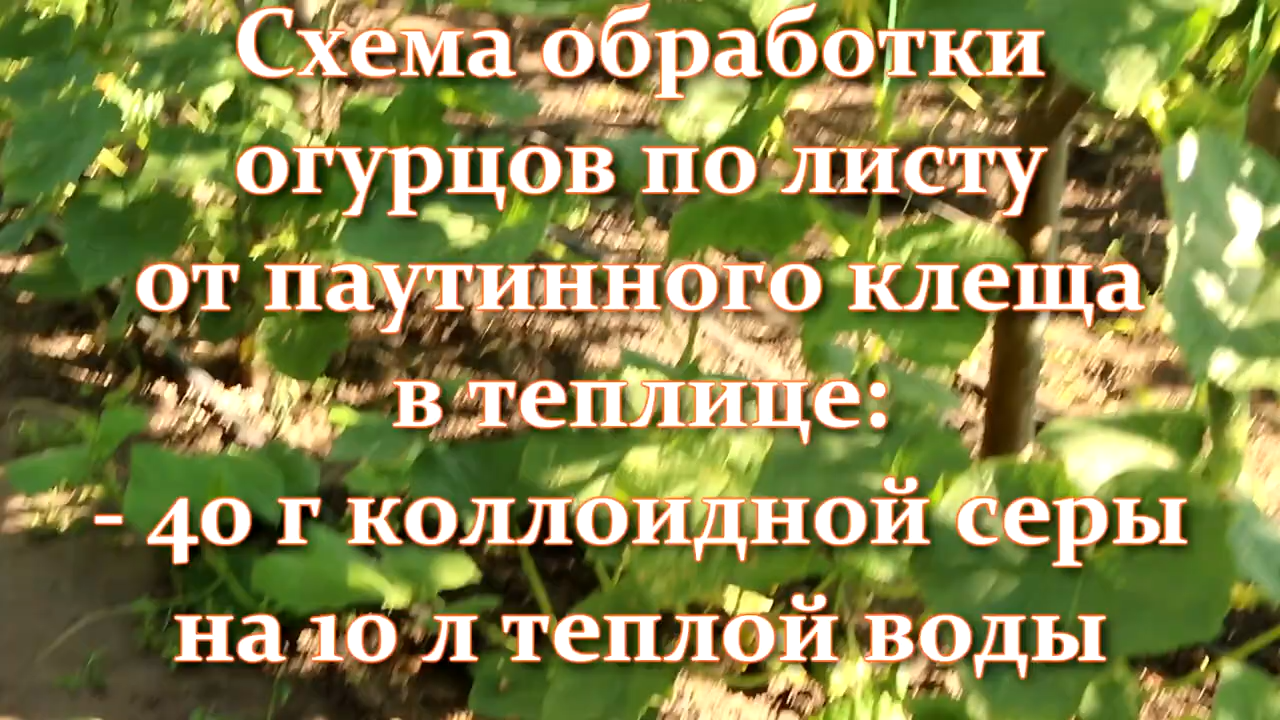 Схема обработки
огурцов по листу
от паутинного клеща
в теплице:
- 40 г коллоидной серы
на 10 л теплой воды